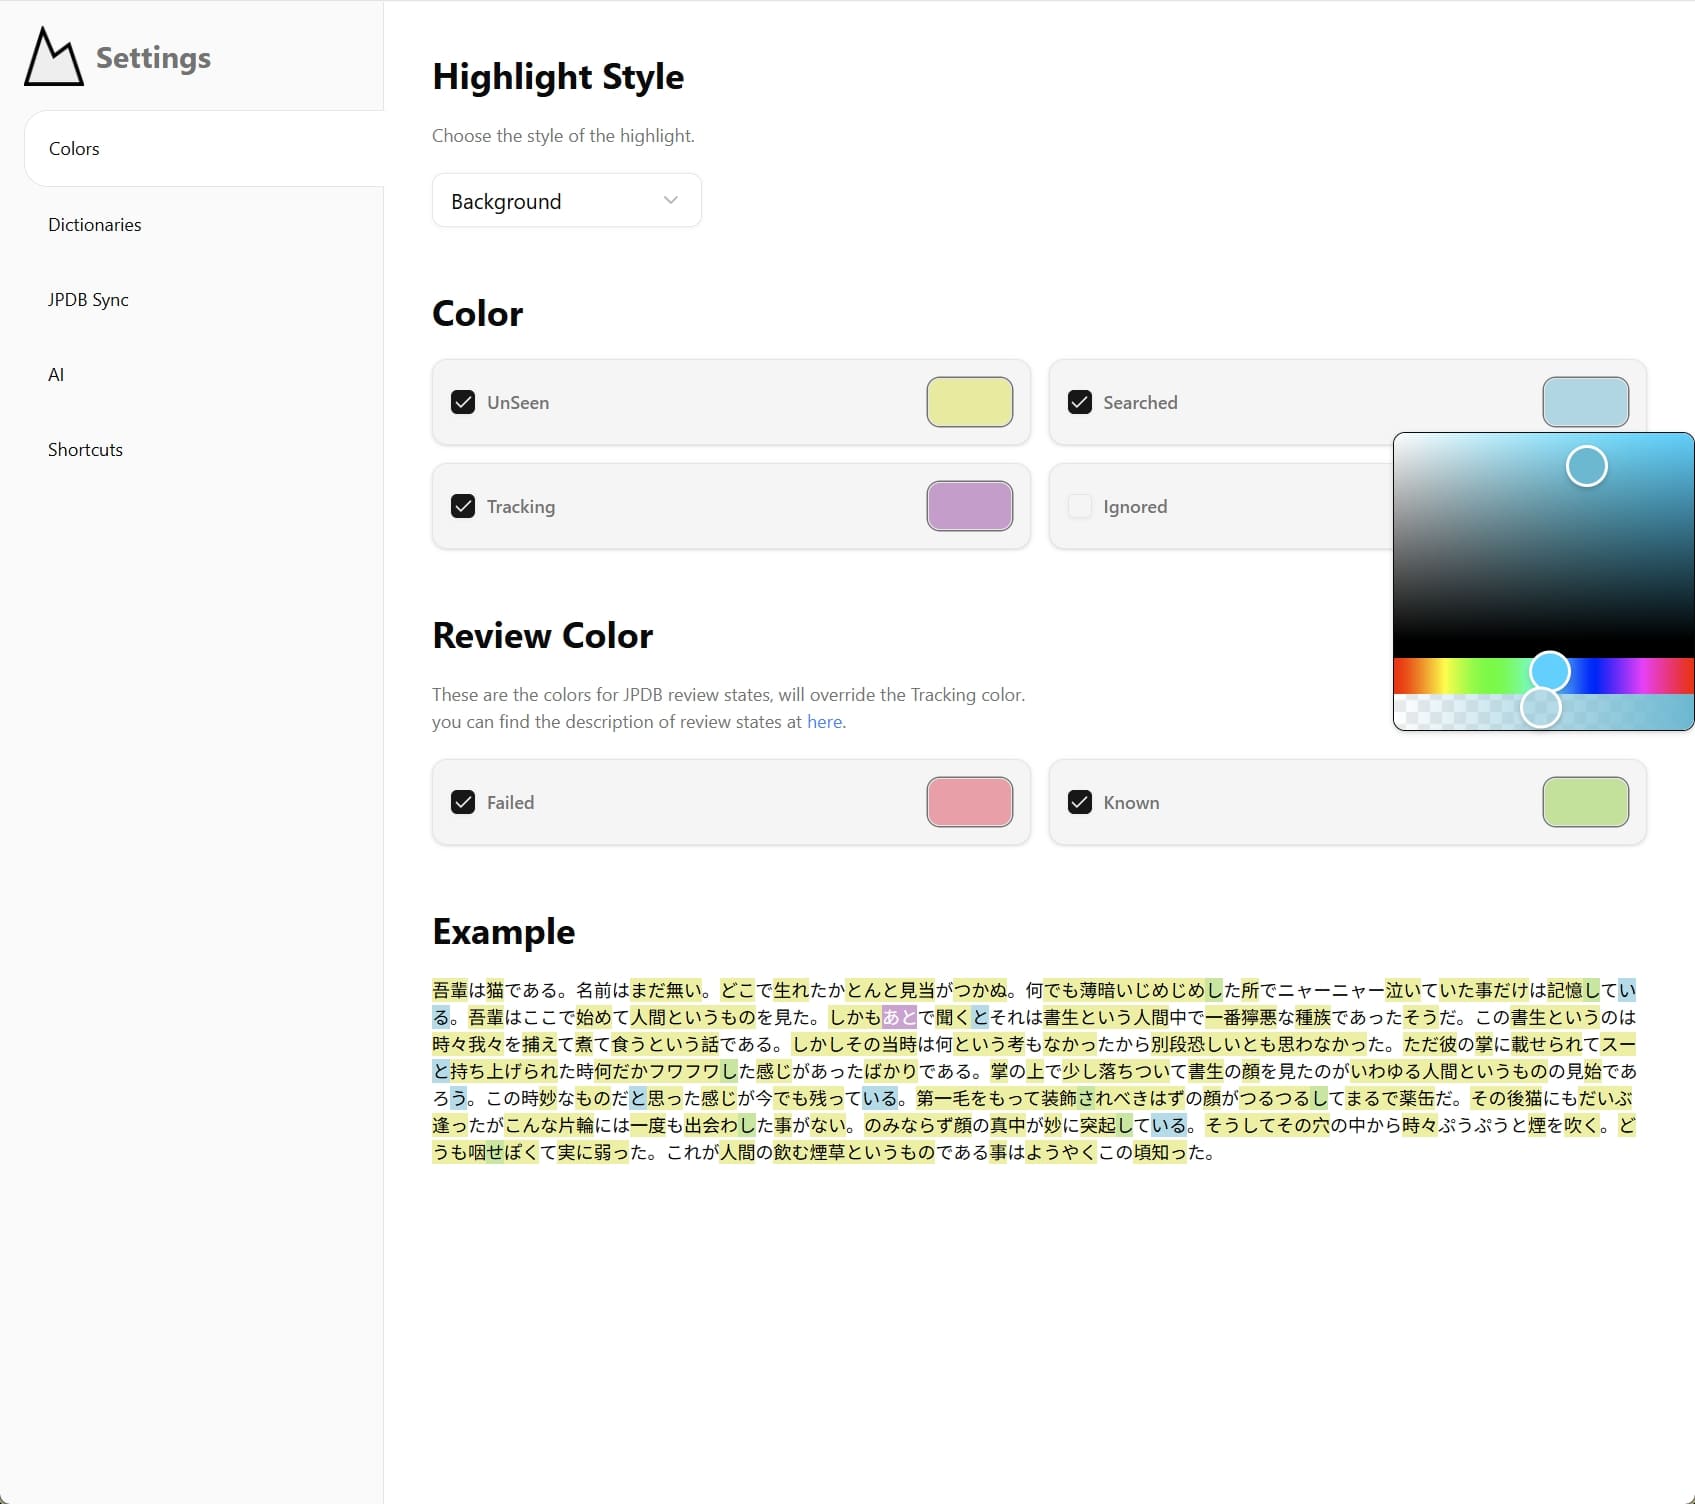 Settings
Colors
Dictionaries
JPDB Sync
AI
Shortcuts
Highlight Style
Choose the style of the highlight.
Background
Color
UnSeen
Searched
Tracking
Ignored
Review Color
These are the colors for JPDB review states, will override the Tracking color.
you can find the description of review states at here.
Failed
Known
Example
吾輩は猫である。名前はまだ無い。どこで生れたかとんと見当がつかぬ。何でも薄暗いじめじめした所でニャーニャー泣いていた事だけは記憶してい
る。吾輩はここで始めて人間というものを見た。しかもあとで聞くとそれは書生という人間中で一番獰悪な種族であったそうだ。この書生というのは
時々我々を捕えて煮て食うという話である。しかしその当時は何という考もなかったから別段恐しいとも思わなかった。ただ彼の掌に載せられてスー
と持ち上げられた時何だかフワフワした感じがあったばかりである。掌の上で少し落ちついて書生の顔を見たのがいわゆる人間というものの見始であ
ろう。この時妙なものだと思った感じが今でも残っている。第一毛をもって装飾されべきはずの顔がつるつるしてまるで薬缶だ。その後猫にもだいぶ
逢ったがこんな片輪には一度も出会わした事がない。のみならず顔の真中が妙に突起している。そうしてその穴の中から時々ぷうぷうと煙を吹く。ど
うも咽せぽくて実に弱った。これが人間の飲む煙草というものである事はようやくこの頃知った。